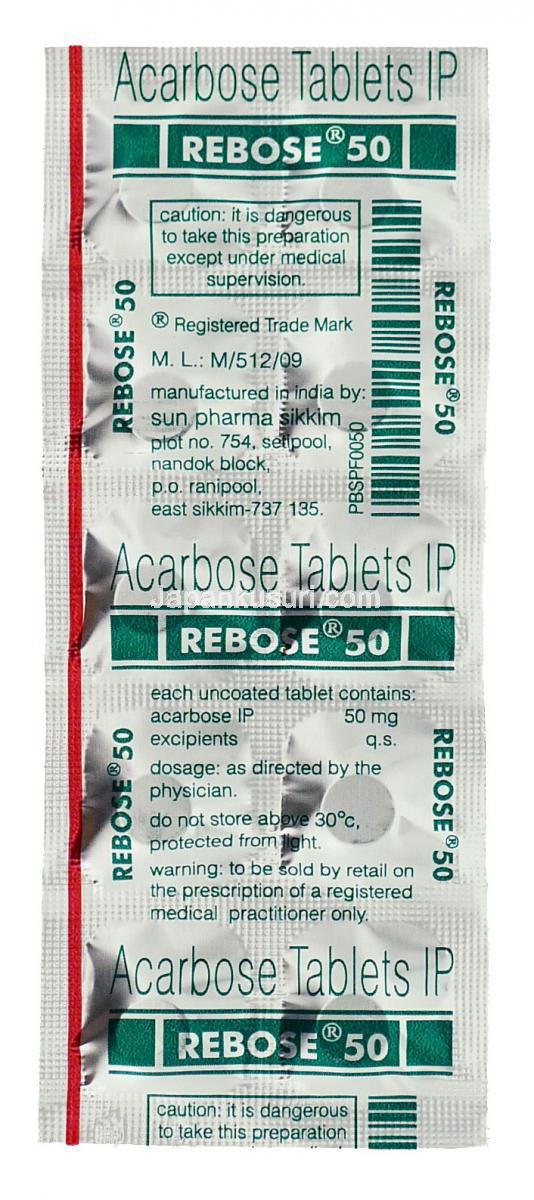 Acarbose Tablets IP
REBOSE® 50
caution: it is dangerous
to take this preparation
except under medical
supervision.
® Registered Trade Mark
M. L.: M/512/09
manufactured in india by:
sun pharma sikkim
plot no. 754, setipool,
nandok block,
p.o. ranipool,
east sikkim-737 135.
PBSPF0050
REBOSE® 50
REBOSE® 50
Acarbose Tablets IP
Japankusuri.com
REBOSE® 50
each uncoated tablet contains:
acarbose IP 50 mg
excipients q.s.
dosage: as directed by the
physician.
do not store above 30°c,
protected from light.
warning: to be sold by retail on
the prescription of a registered
medical practitioner only.
REBOSE® 50
REBOSE® 50
Acarbose Tablets IP
REBOSE® 50
caution: it is dangerous
to take this preparation